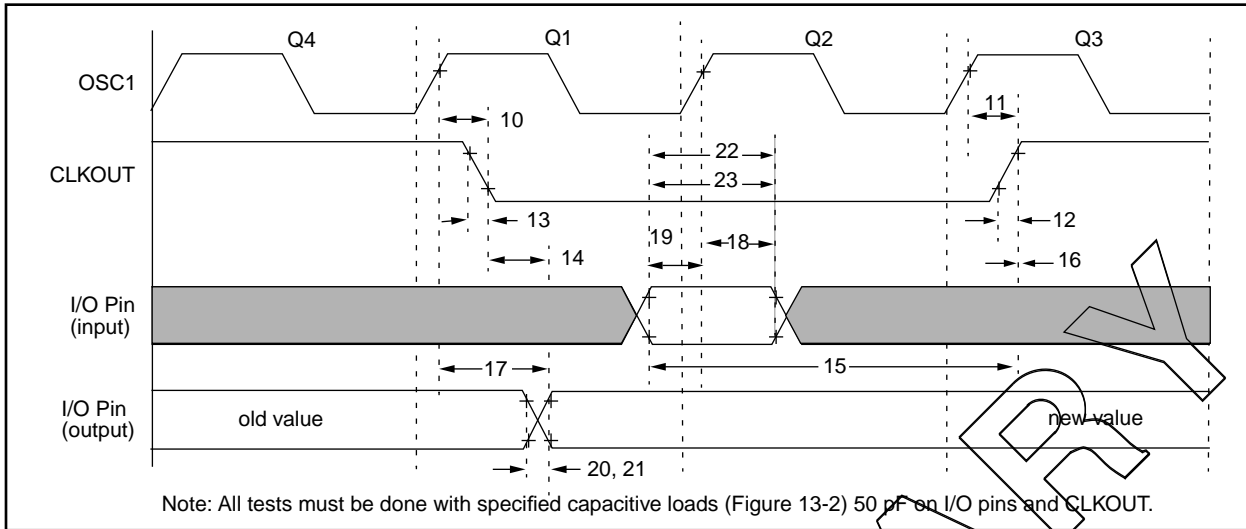 Q4 Q1 Q2 Q3
OSC1
10 11
CLKOUT
22
23
13 12
19 18
14 16
I/O Pin
(input)
17 15
I/O Pin
(output)
old value new value
20, 21
Note: All tests must be done with specified capacitive loads (Figure 13-2) 50 pF on I/O pins and CLKOUT.
R Y